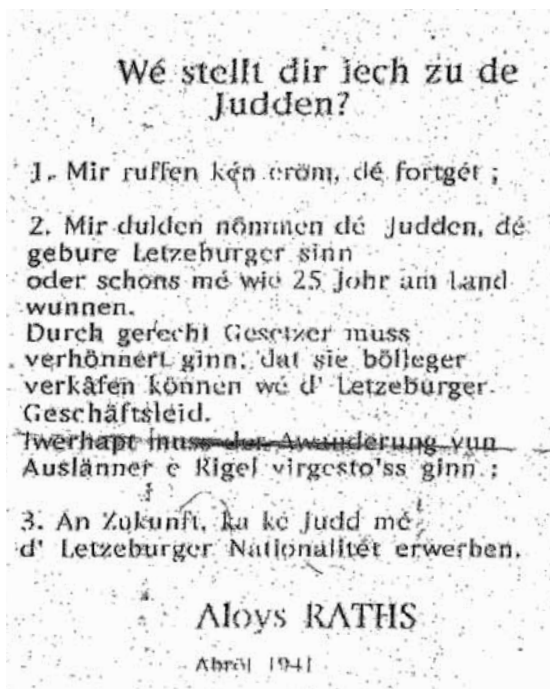 Wé stellt dir iech zu de
Judden?
1. Mir ruffen kén eröm, dé fortgét ;
2. Mir dulden nömmen dé Judden, dé
gebure Letzeburger sinn
oder schons mé wie 25 Johr am Land
wunnen.
Durch gerecht Gesetzer muss
verhönnert ginn, dat sie bölleger
verkâfen können wé d' Letzeburger
Geschäftsleid.
Iwerhapt muss der Awanderung vun
Auslänner e Rigel virgesto'ss ginn ;
3. An Zukunft, ka ke Judd mé
d' Letzeburger Nationalitét erwerben.
Aloys RATHS
Abröl 1941